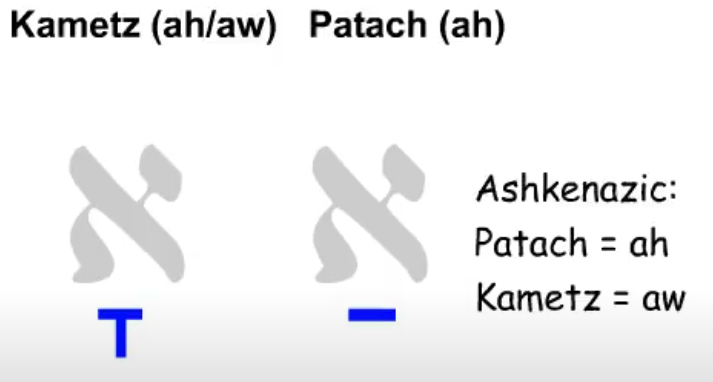 Kametz (ah/aw) Patach (ah)
אָ אַ
Ashkenazic:
Patach = ah
Kametz = aw